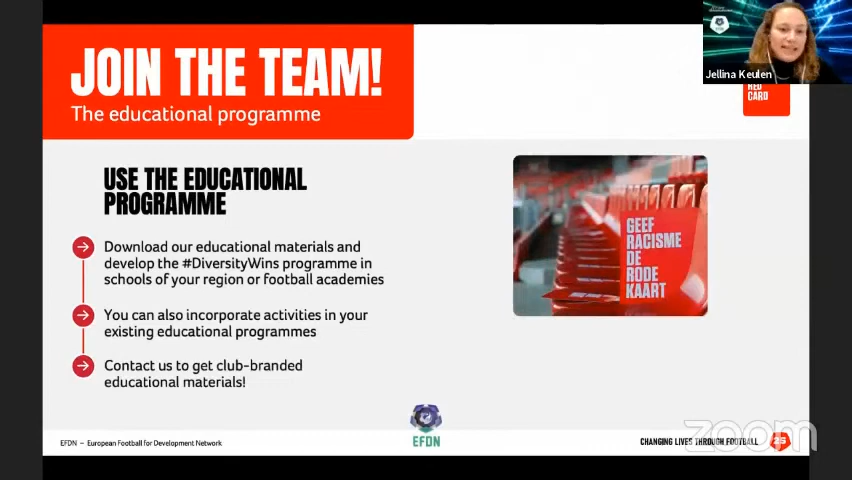 JOIN THE TEAM!
The educational programme
Jellina Keulen
RED
CARD
USE THE EDUCATIONAL
PROGRAMME
Download our educational materials and
develop the #DiversityWins programme in
schools of your region or football academies
You can also incorporate activities in your
existing educational programmes
Contact us to get club-branded
educational materials!
GEEF
RACISME
DE
RODE
KAART
EFDN
EFDN – European Football for Development Network
CHANGING LIVES THROUGH FOOTBALL
25
zoom